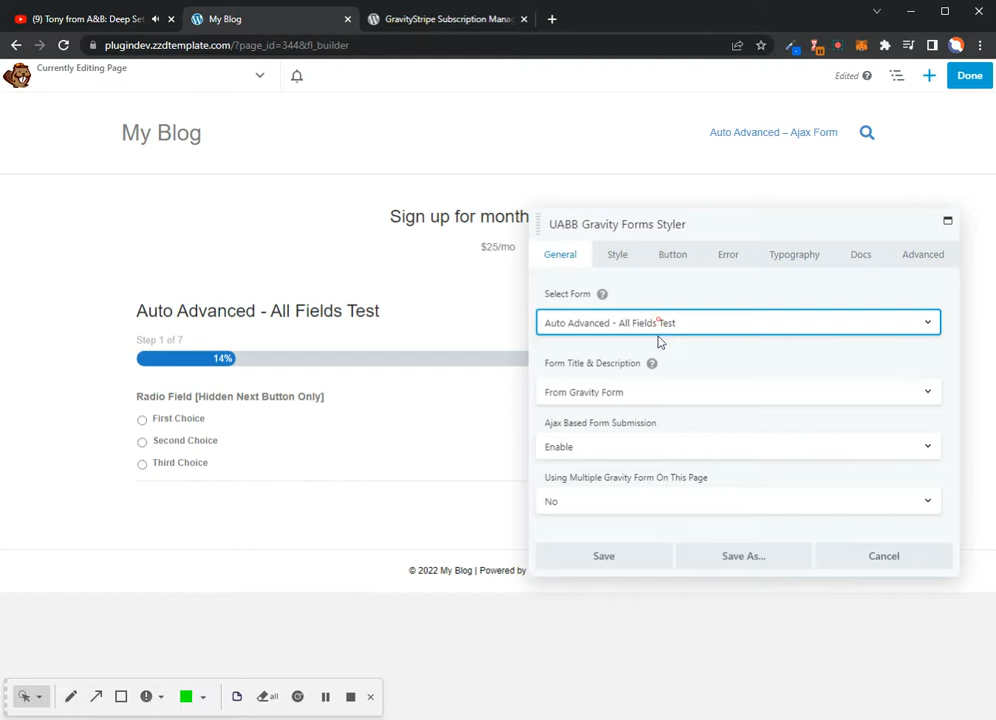 (9) Tony from A&B: Deep Set
My Blog
GravityStripe Subscription Mana
plugindev.zzdtemplate.com/?page_id=344&fl_builder
Currently Editing Page
Edited
Done
My Blog
Auto Advanced – Ajax Form
Sign up for month
$25/mo
UABB Gravity Forms Styler
General
Style
Button
Error
Typography
Docs
Advanced
Select Form
Auto Advanced - All Fields Test
Form Title & Description
From Gravity Form
Ajax Based Form Submission
Enable
Using Multiple Gravity Form On This Page
No
Save
Save As...
Cancel
Auto Advanced - All Fields Test
Step 1 of 7
14%
Radio Field [Hidden Next Button Only]
First Choice
Second Choice
Third Choice
© 2022 My Blog | Powered by
all